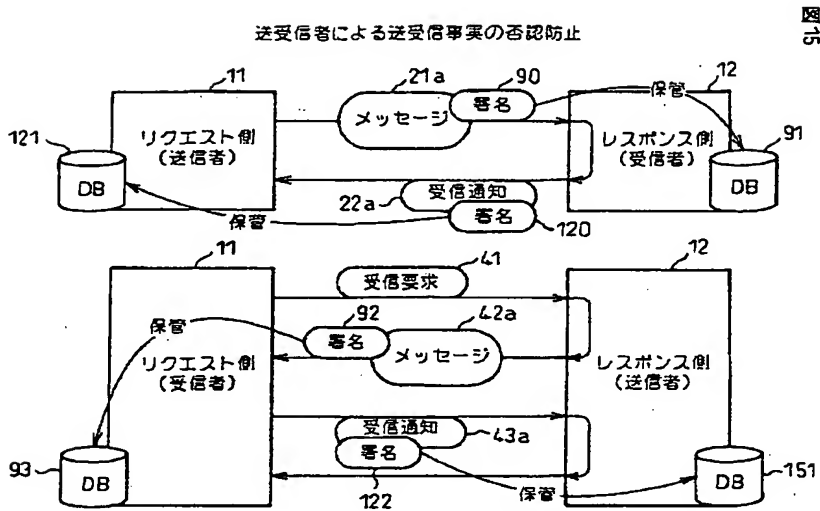 図15
送受信者による送受信事実の否認防止
11
21a
90
12
メッセージ
署名
保管
121
リクエスト側
(送信者)
レスポンス側
(受信者)
91
DB
DB
受信通知
22a
保管
署名
120
11
12
41
受信要求
92
42a
保管
署名
メッセージ
リクエスト側
(受信者)
レスポンス側
(送信者)
受信通知
43a
署名
93
DB
122
保管
DB
151